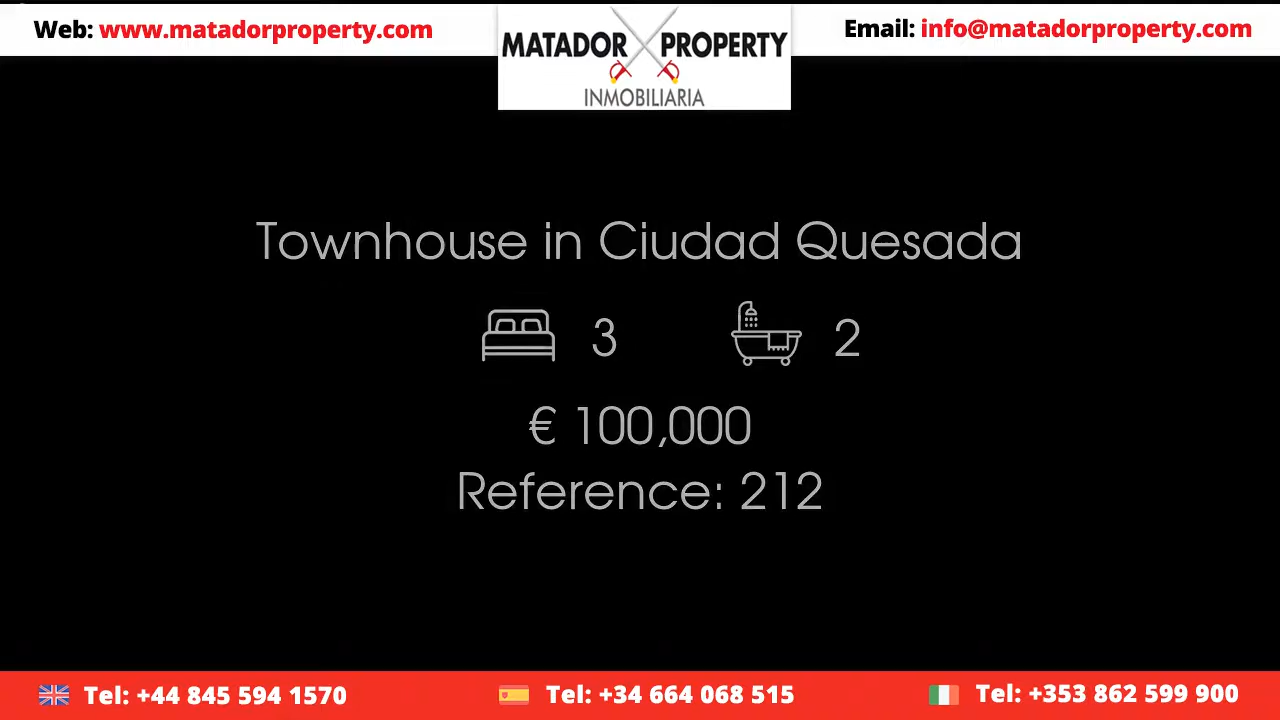 Web: www.matadorproperty.com
MATADOR PROPERTY
INMOBILIARIA
Email: info@matadorproperty.com
Townhouse in Ciudad Quesada
3 2
€ 100,000
Reference: 212
Tel: +44 845 594 1570
Tel: +34 664 068 515
Tel: +353 862 599 900